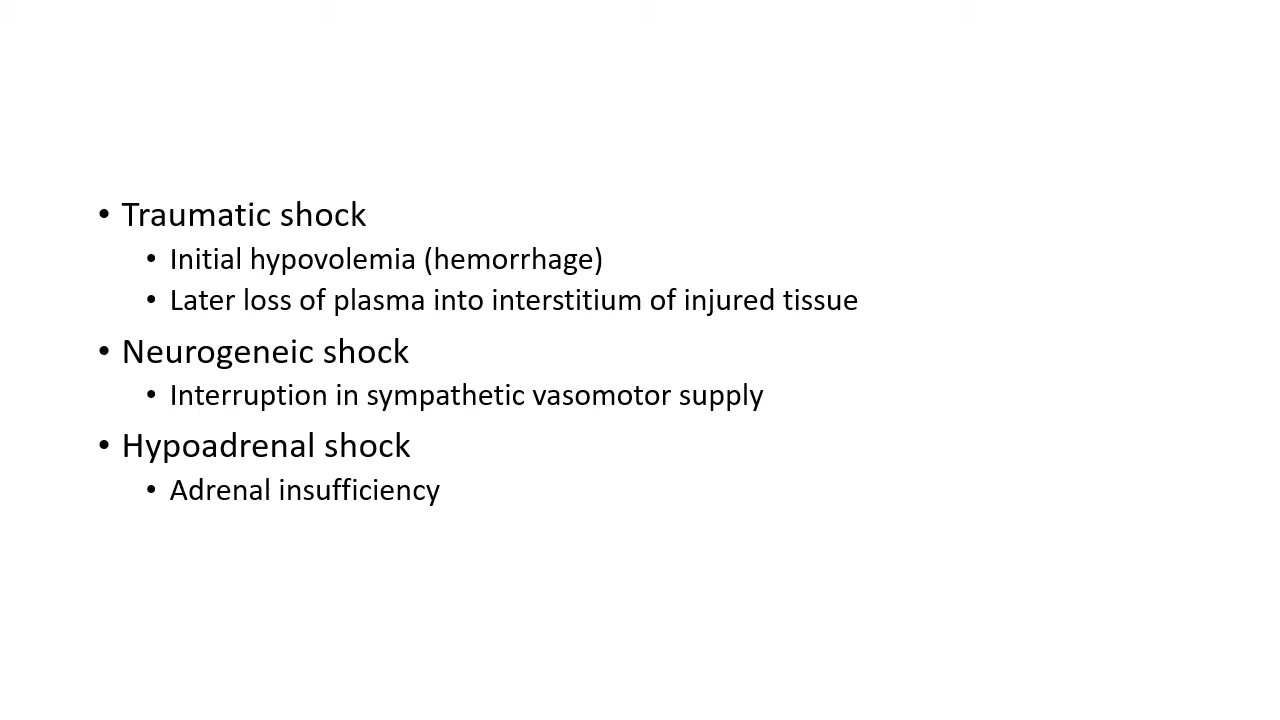 • Traumatic shock
• Initial hypovolemia (hemorrhage)
• Later loss of plasma into interstitium of injured tissue
• Neurogeneic shock
• Interruption in sympathetic vasomotor supply
• Hypoadrenal shock
• Adrenal insufficiency